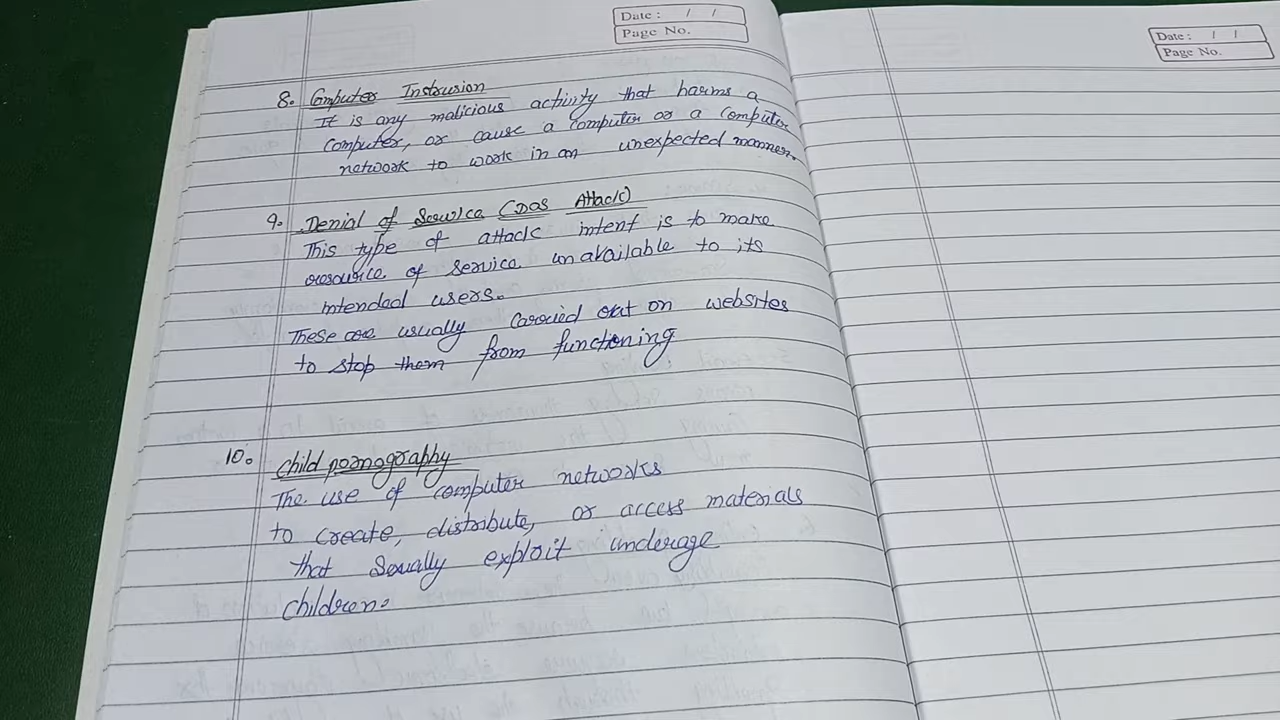 Date : / /
Page No.
Date : / /
Page No.
8. Computer Instrusion
It is any malicious activity that harms a
computer, or cause a computer or a computer
network to work in an unexpected manner.
9. Denial of Service (DOS Attack)
This type of attack intent is to make
resource of service unavailable to its
intended users.
These are usually carried out on websites
to stop them from functioning
10. Child pornography
The use of computer networks
to create, distribute, or access materials
that Sexually exploit underage
children.